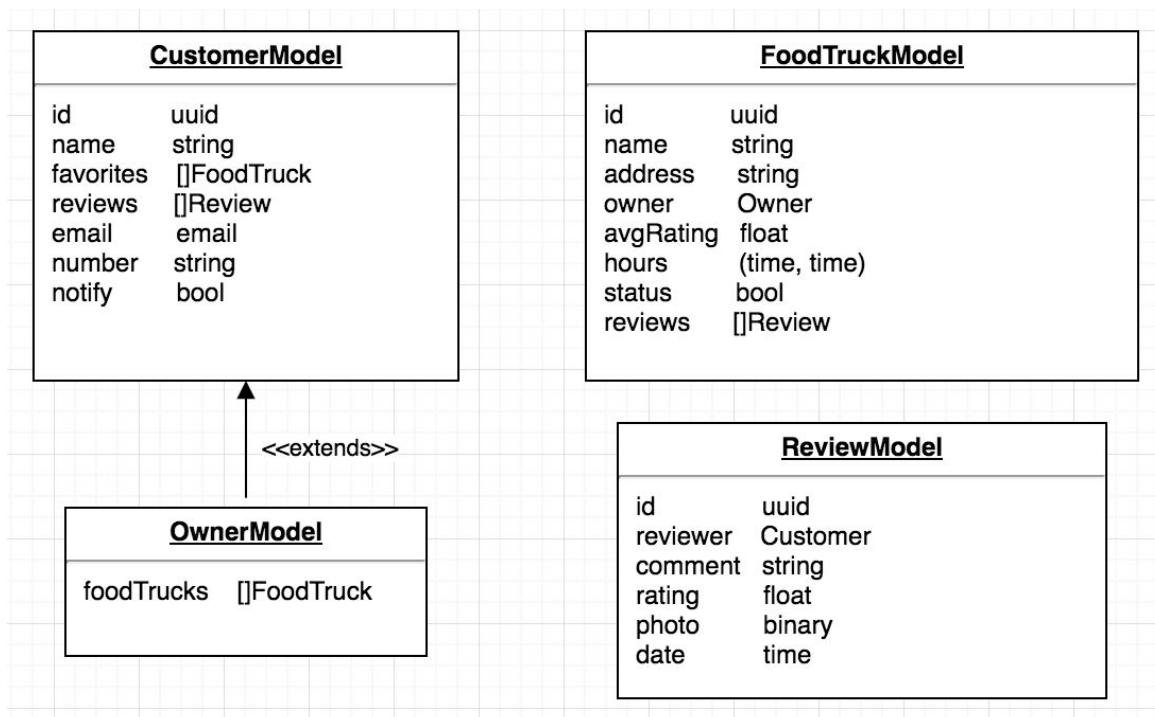 CustomerModel
id uuid
name string
favorites []FoodTruck
reviews []Review
email email
number string
notify bool
<<extends>>
OwnerModel
foodTrucks []FoodTruck
FoodTruckModel
id uuid
name string
address string
owner Owner
avgRating float
hours (time, time)
status bool
reviews []Review
ReviewModel
id uuid
reviewer Customer
comment string
rating float
photo binary
date time